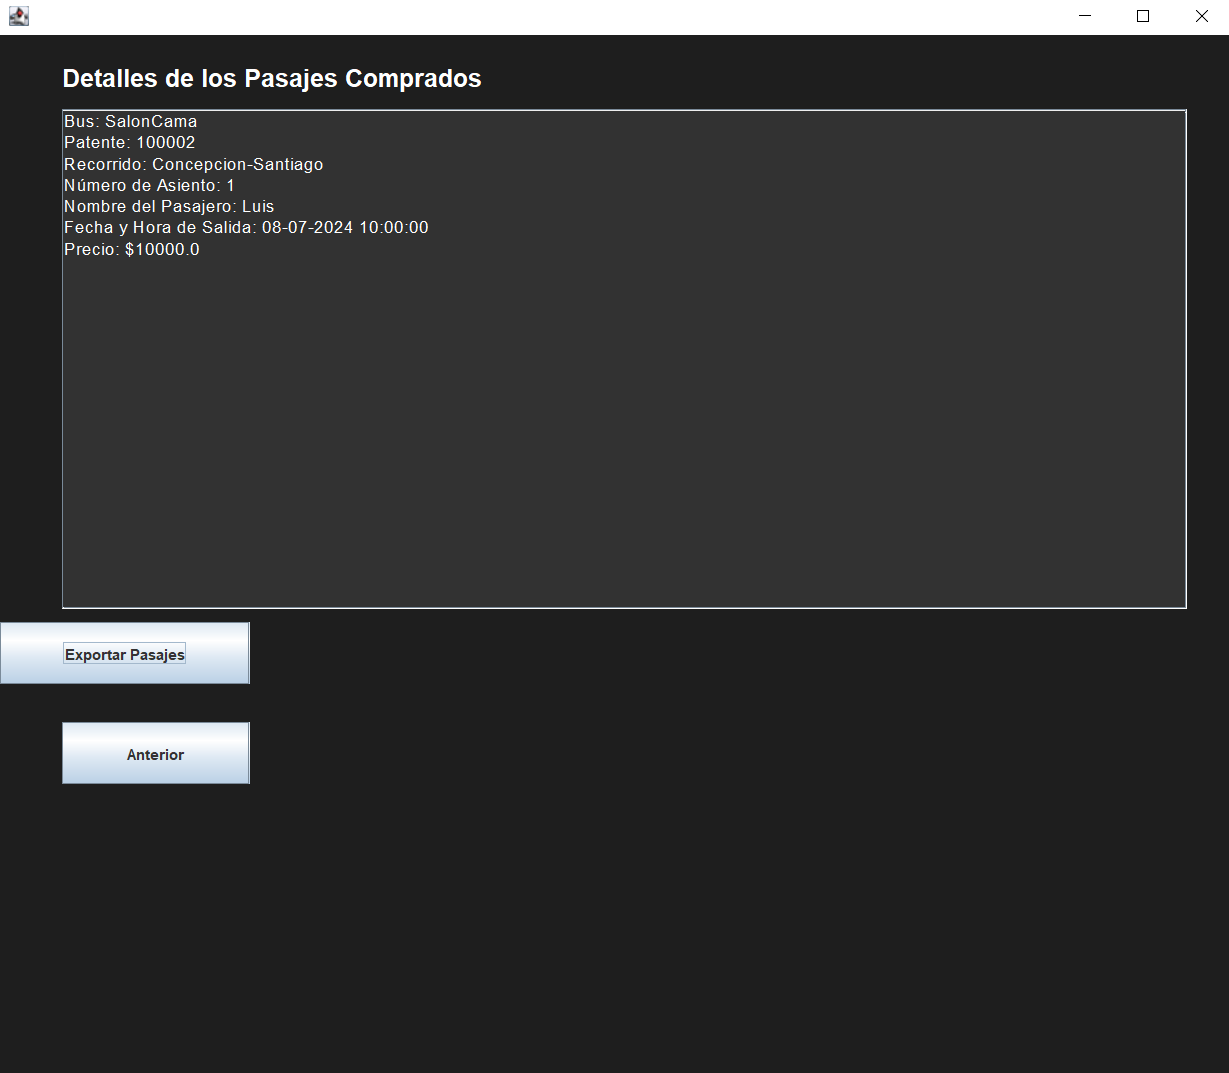 Detalles de los Pasajes Comprados
Bus: SalonCama
Patente: 100002
Recorrido: Concepcion-Santiago
Número de Asiento: 1
Nombre del Pasajero: Luis
Fecha y Hora de Salida: 08-07-2024 10:00:00
Precio: $10000.0
Exportar Pasajes
Anterior